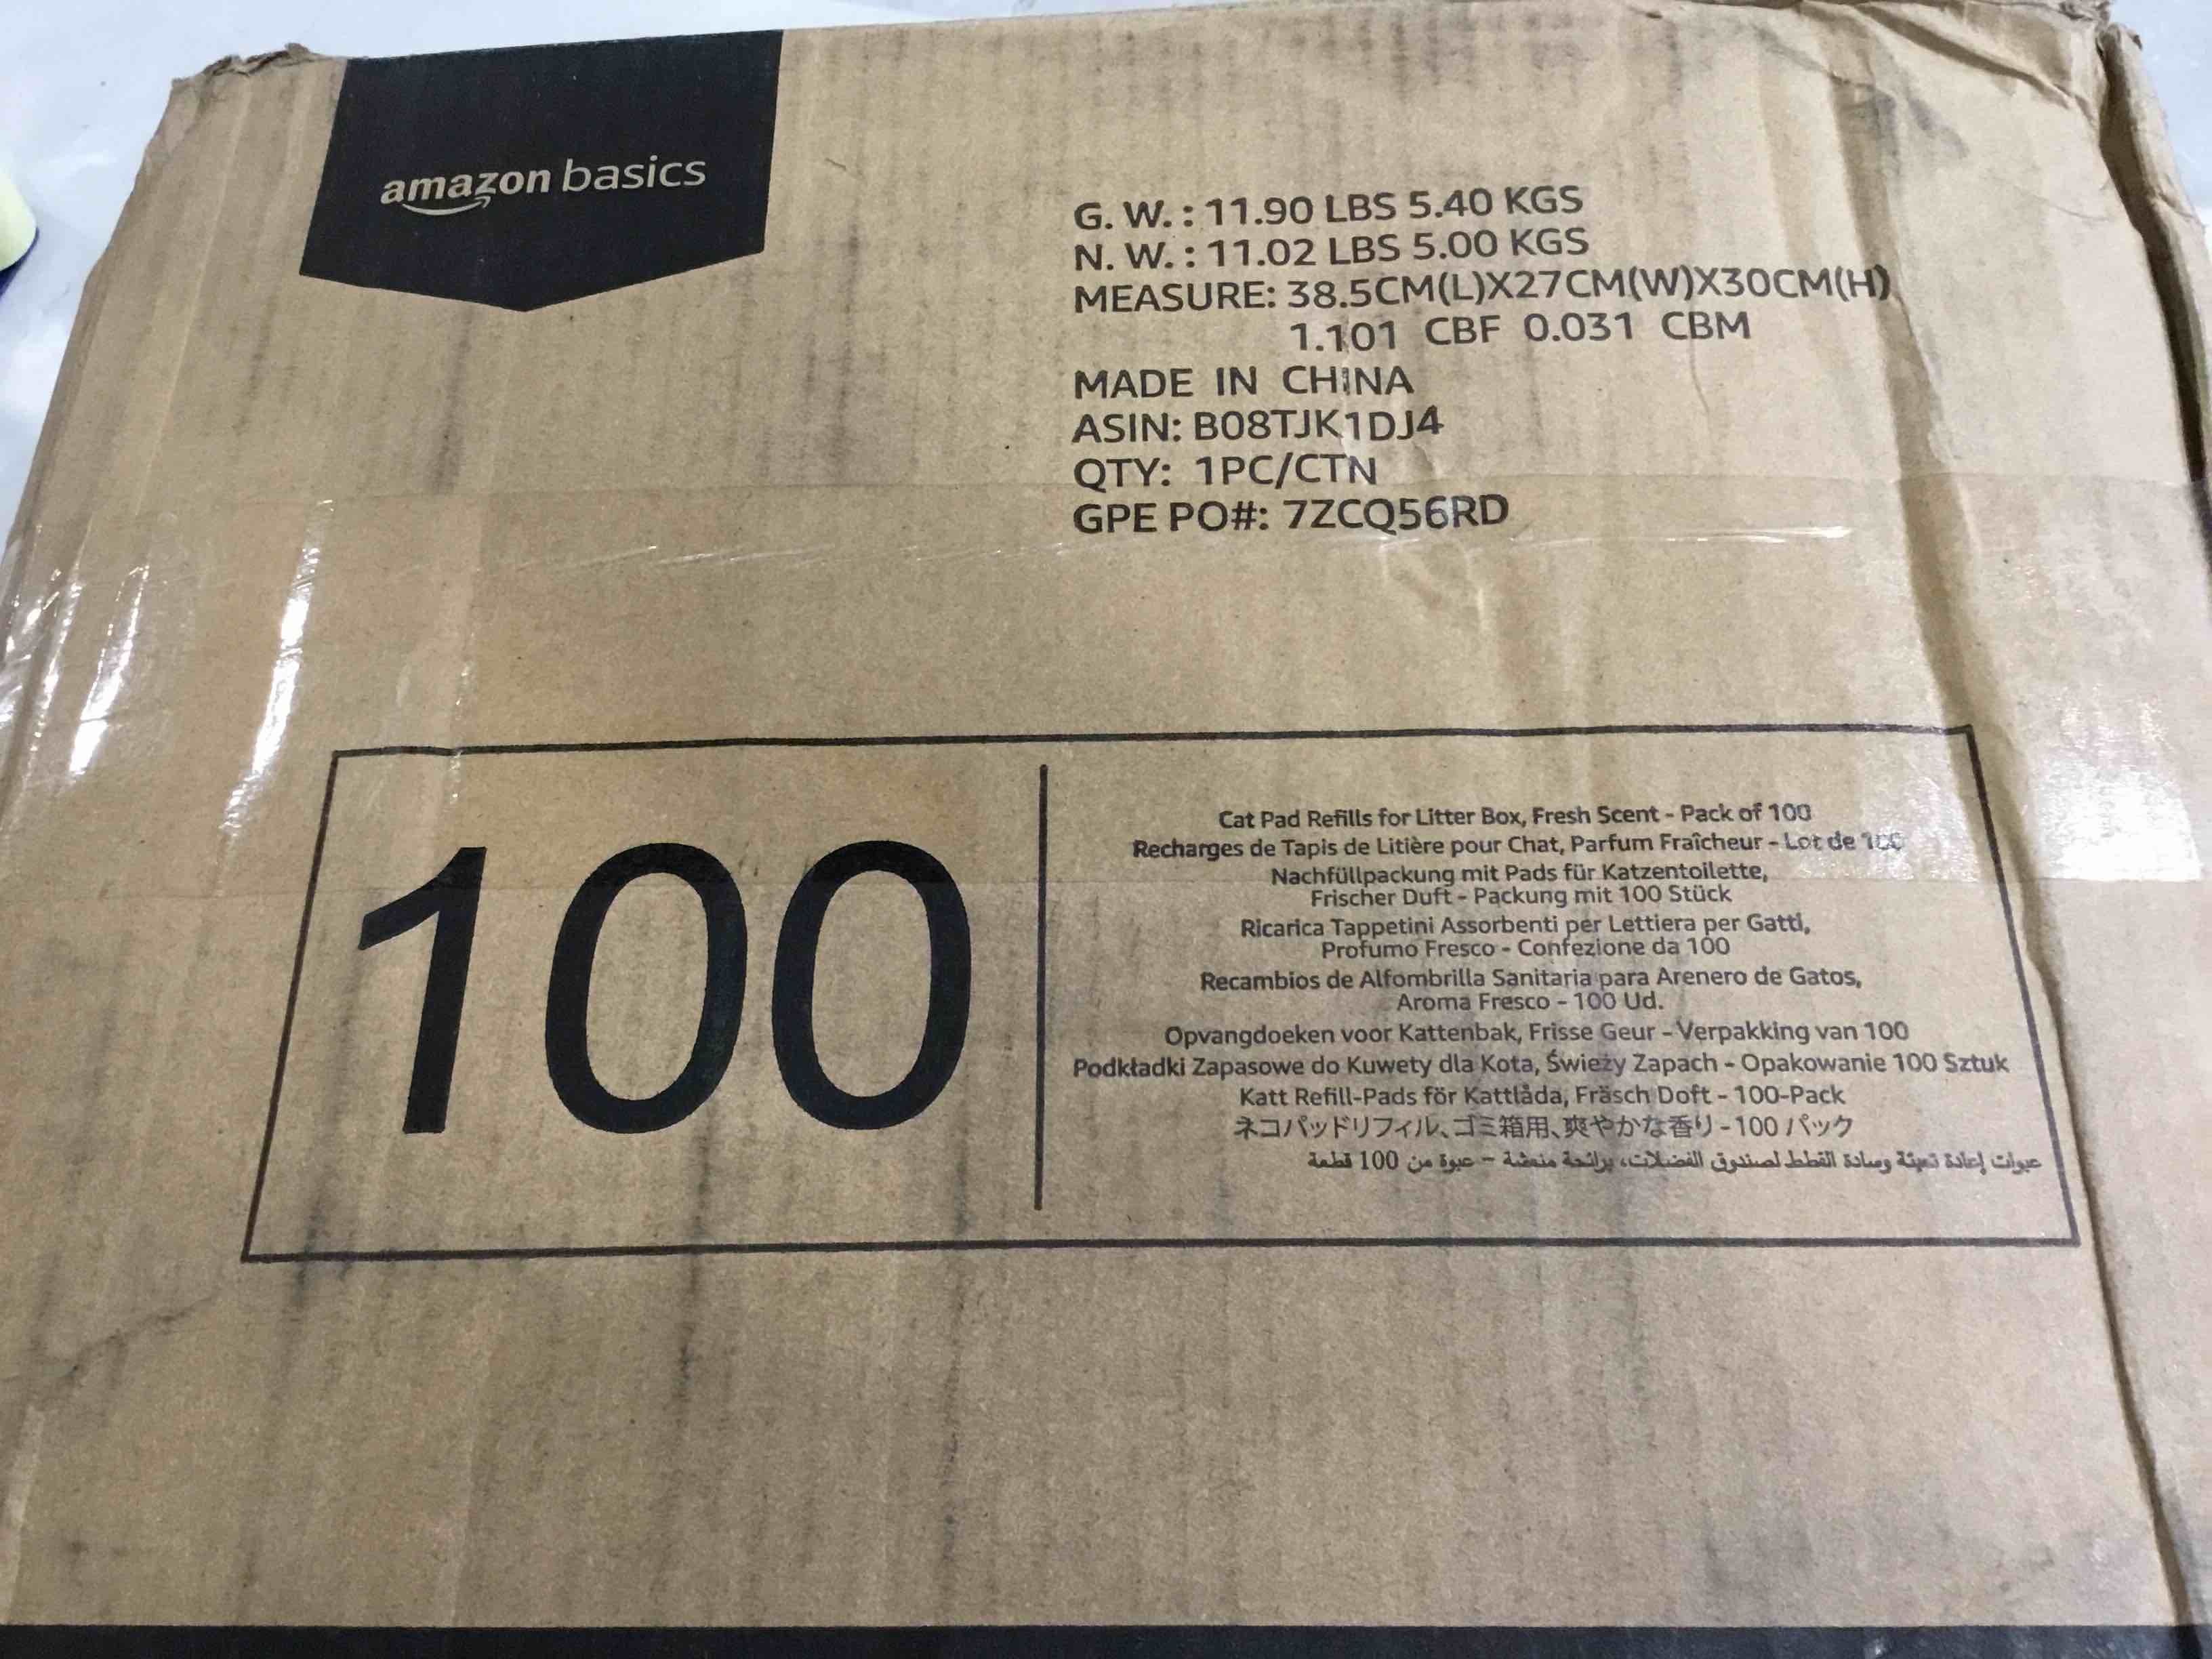 amazon basics
G. W. : 11.90 LBS 5.40 KGS
N. W. : 11.02 LBS 5.00 KGS
MEASURE: 38.5CM(L)X27CM(W)X30CM(H)
1.101 CBF 0.031 CBM
MADE IN CHINA
ASIN: B08TJK1DJ4
QTY: 1PC/CTN
GPE PO#: 7ZCQ56RD
100
Cat Pad Refills for Litter Box, Fresh Scent - Pack of 100
Recharges de Tapis de Litière pour Chat, Parfum Fraîcheur - Lot de 100
Nachfüllpackung mit Pads für Katzentoilette,
Frischer Duft - Packung mit 100 Stück
Ricarica Tappetini Assorbenti per Lettiera per Gatti,
Profumo Fresco - Confezione da 100
Recambios de Alfombrilla Sanitaria para Arenero de Gatos,
Aroma Fresco - 100 Ud.
Opvangdoeken voor Kattenbak, Frisse Geur - Verpakking van 100
Podkładki Zapasowe do Kuwety dla Kota, Świeży Zapach - Opakowanie 100 Sztuk
Katt Refill-Pads för Kattlåda, Fräsch Doft - 100-Pack
ネコパッドリフィル、ゴミ箱用、爽やかな香り - 100 パック
عبوات إعادة تعبئة وسادة القطط لصندوق الفضلات، برائحة منعشة - عبوة من 100 قطعة